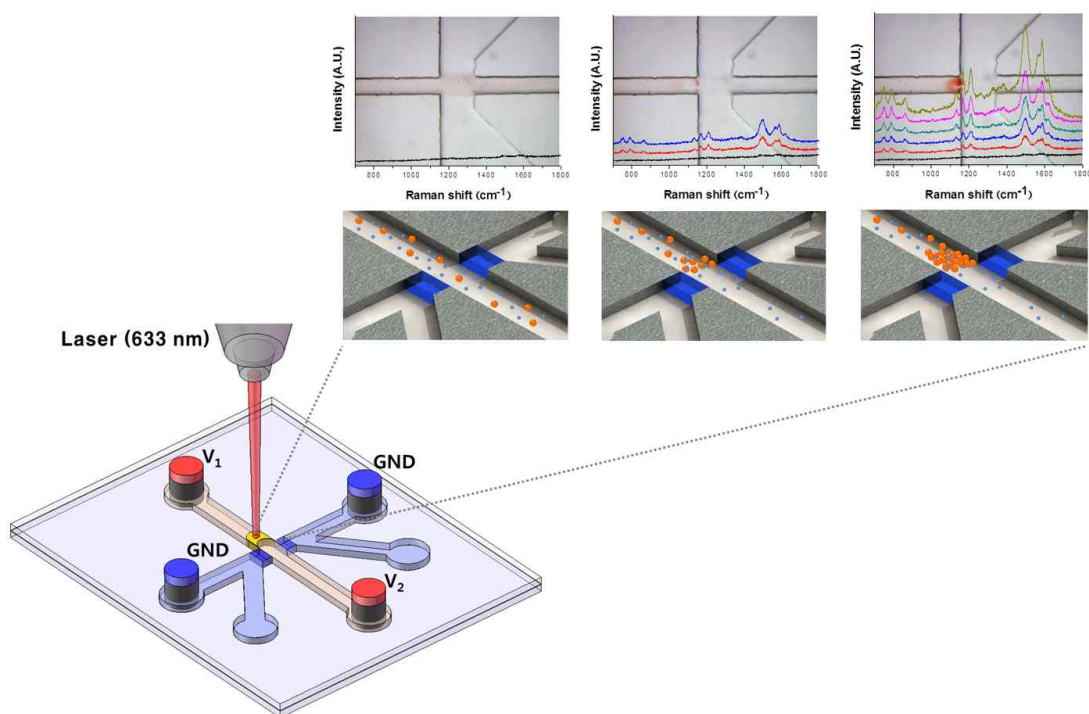 Intensity (A.U.)
800 1000 1200 1400 1600 1800
Raman shift (cm⁻¹)
Intensity (A.U.)
800 1000 1200 1400 1600 1800
Raman shift (cm⁻¹)
Intensity (A.U.)
800 1000 1200 1400 1600 1800
Raman shift (cm⁻¹)
Laser (633 nm)
V₁
GND
GND
V₂